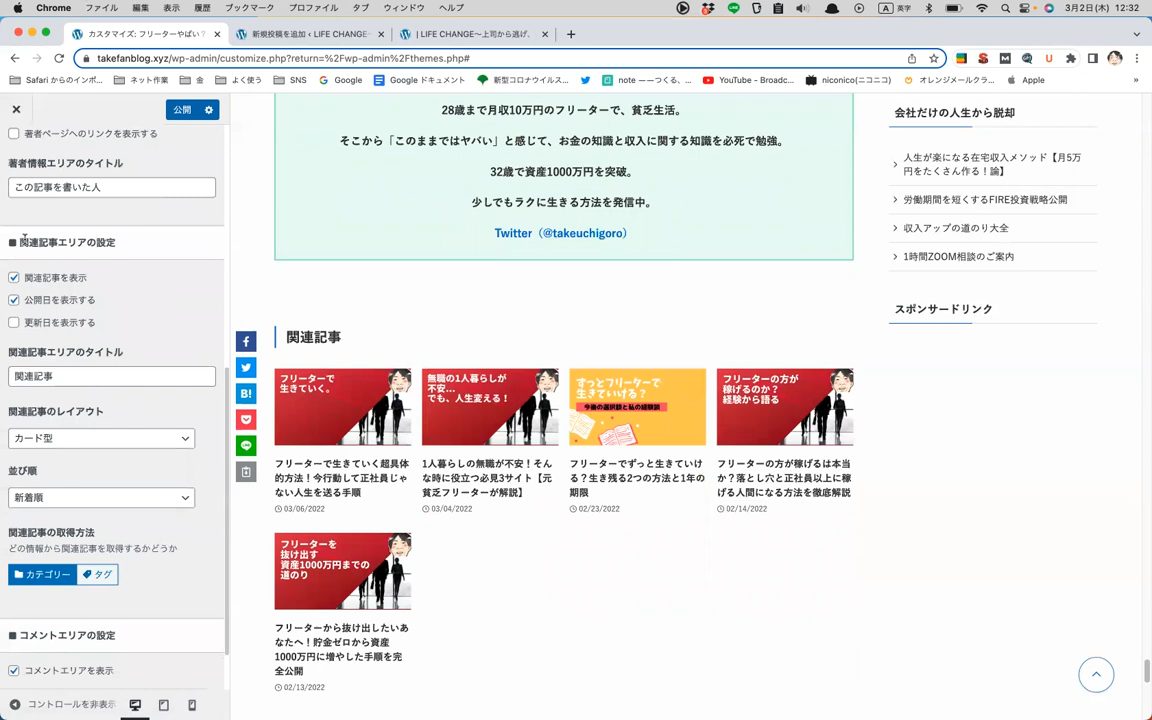 Chrome ファイル 編集 表示 履歴 ブックマーク プロファイル タブ ウィンドウ ヘルプ
A 英字 3月2日(木) 12:32
カスタマイズ: フリーターやばい?
新規投稿を追加 ‹ LIFE CHANGE~
| LIFE CHANGE〜上司から逃げ、
takefanblog.xyz/wp-admin/customize.php?return=%2Fwp-admin%2Fthemes.php#
Safari からのインポ... ネット作業 金 よく使う SNS Google Google ドキュメント 新型コロナウイルス... note ーーつくる、... YouTube - Broadc... niconico(ニコニコ) オレンジメールクラ... Apple »
公開
著者ページへのリンクを表示する
著者情報エリアのタイトル
この記事を書いた人
関連記事エリアの設定
関連記事を表示
公開日を表示する
更新日を表示する
関連記事エリアのタイトル
関連記事
関連記事のレイアウト
カード型
並び順
新着順
関連記事の取得方法
どの情報から関連記事を取得するかどうか
カテゴリー タグ
コメントエリアの設定
コメントエリアを表示
コントロールを非表示
28歳まで月収10万円のフリーターで、貧乏生活。
そこから「このままではヤバい」と感じて、お金の知識と収入に関する知識を必死で勉強。
32歳で資産1000万円を突破。
少しでもラクに生きる方法を発信中。
Twitter(@takeuchigoro)
関連記事
B!
フリーターで
生きていく。
フリーターで生きていく超具体
的方法！今行動して正社員じゃ
ない人生を送る手順
03/06/2022
無職の1人暮らしが
不安...
でも、人生変える！
1人暮らしの無職が不安！そん
な時に役立つ必見3サイト【元
貧乏フリーターが解説】
03/04/2022
ずっとフリーターで
生きていける？
今後の選択肢と私の経験談
フリーターでずっと生きていけ
る？生き残る2つの方法と1年の
期限
02/23/2022
フリーターの方が
稼げるのか？
経験から語る
フリーターの方が稼げるは本当
か？落とし穴と正社員以上に稼
げる人間になる方法を徹底解説
02/14/2022
フリーターを
抜け出す
資産1000万円までの
道のり
フリーターから抜け出したいあ
なたへ！貯金ゼロから資産
1000万円に増やした手順を完
全公開
02/13/2022
会社だけの人生から脱却
人生が楽になる在宅収入メソッド【月5万
円をたくさん作る！論】
労働期間を短くするFIRE投資戦略公開
収入アップの道のり大全
1時間ZOOM相談のご案内
スポンサードリンク